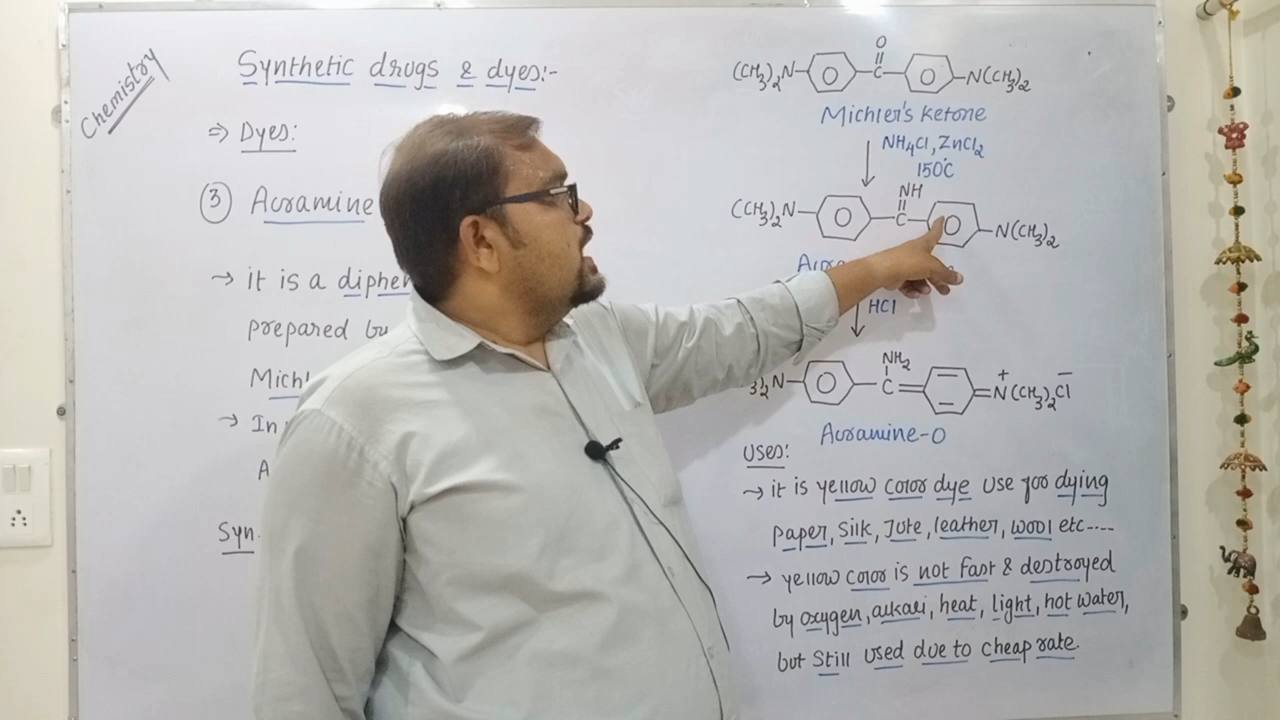 Chemistry
Synthetic drugs & dyes:-
⇒ Dyes:
③ Auramine
→ it is a diphen
prepared by
Michl
→ In
A
Syn.
O
(CH₃)₂N C N(CH₃)₂
Michler's Ketone
NH₄Cl, ZnCl₂
150°C
NH
(CH₃)₂N C N(CH₃)₂
HCl
NH₂
₃)₂N C N⁺(CH₃)₂Cl⁻
Auramine-O
Uses:
→ it is yellow color dye use for dying
paper, silk, Jute, leather, wool etc-----
→ yellow color is not fast & destroyed
by oxygen, alkali, heat, light, hot water,
but still used due to cheap rate.